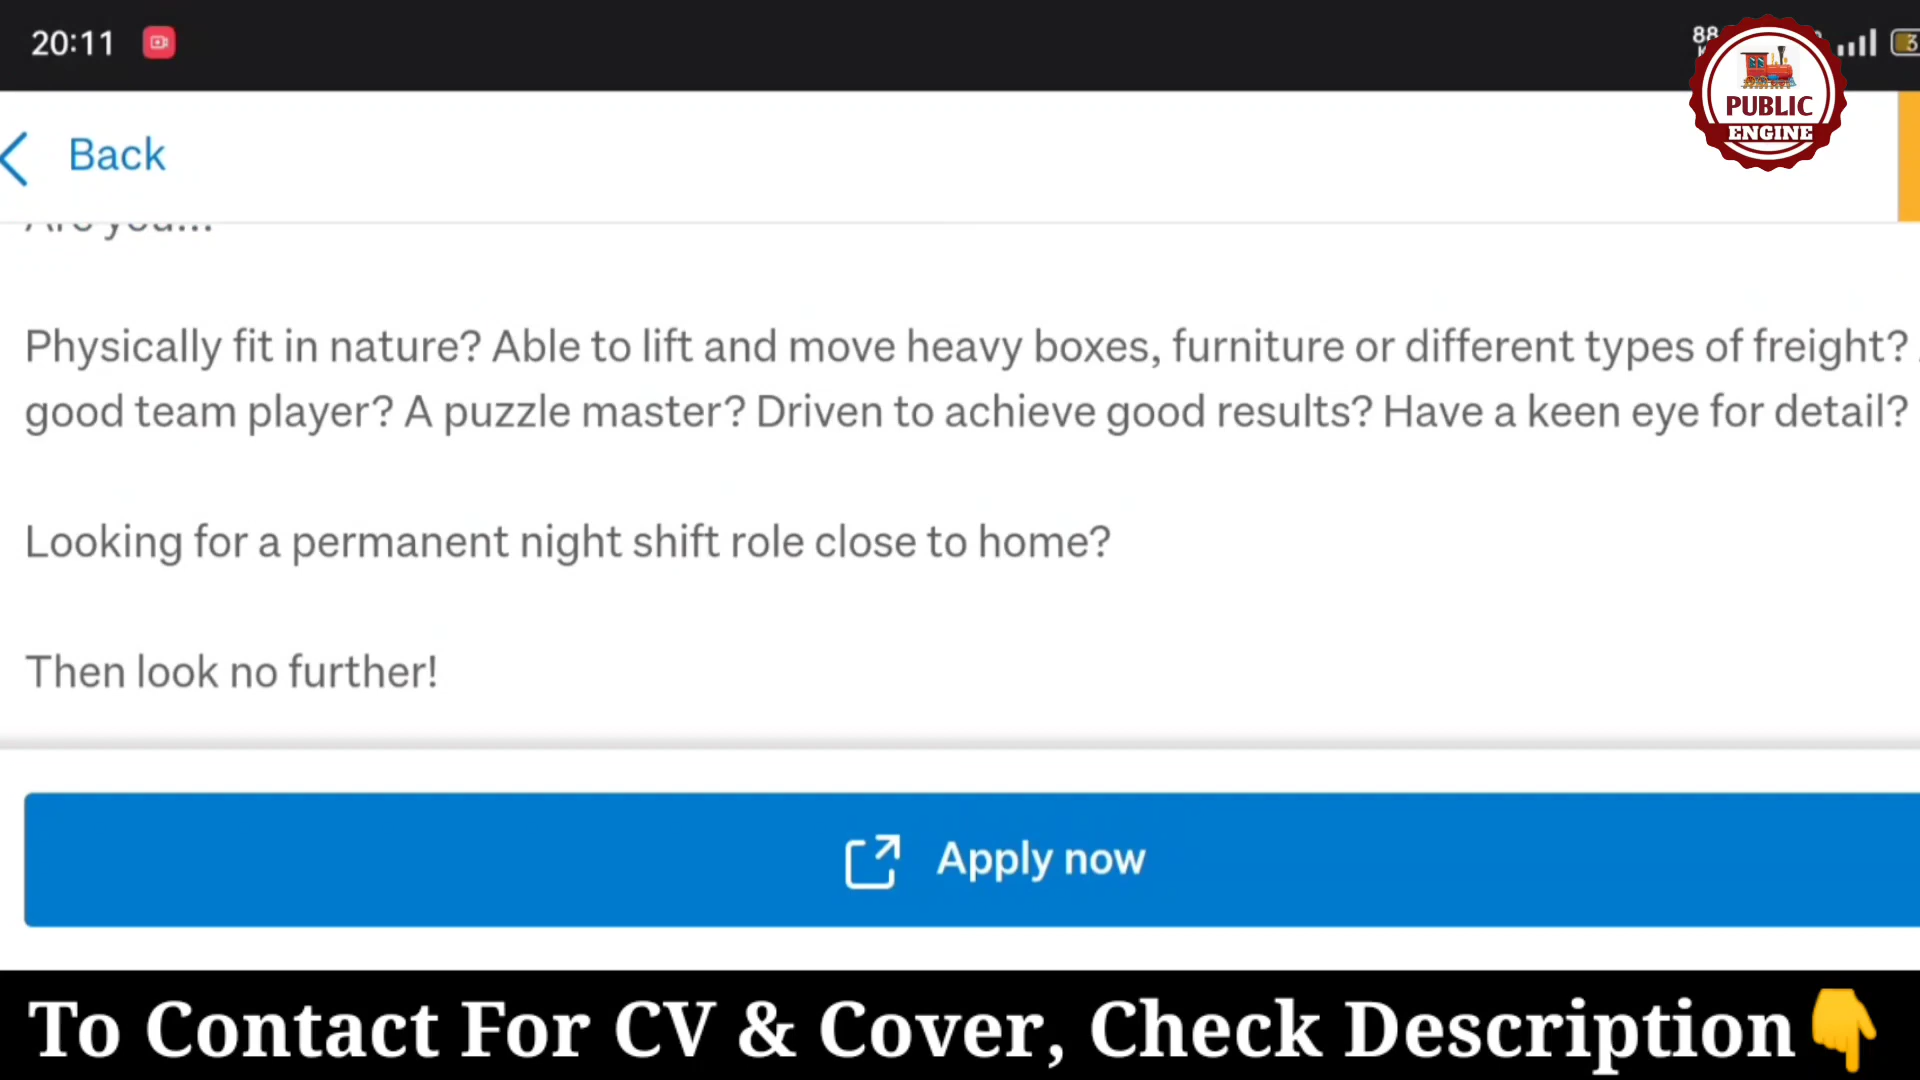 20:11
88
PUBLIC
ENGINE
Back
Are you...
Physically fit in nature? Able to lift and move heavy boxes, furniture or different types of freight?
good team player? A puzzle master? Driven to achieve good results? Have a keen eye for detail?
Looking for a permanent night shift role close to home?
Then look no further!
Apply now
To Contact For CV & Cover, Check Description👇